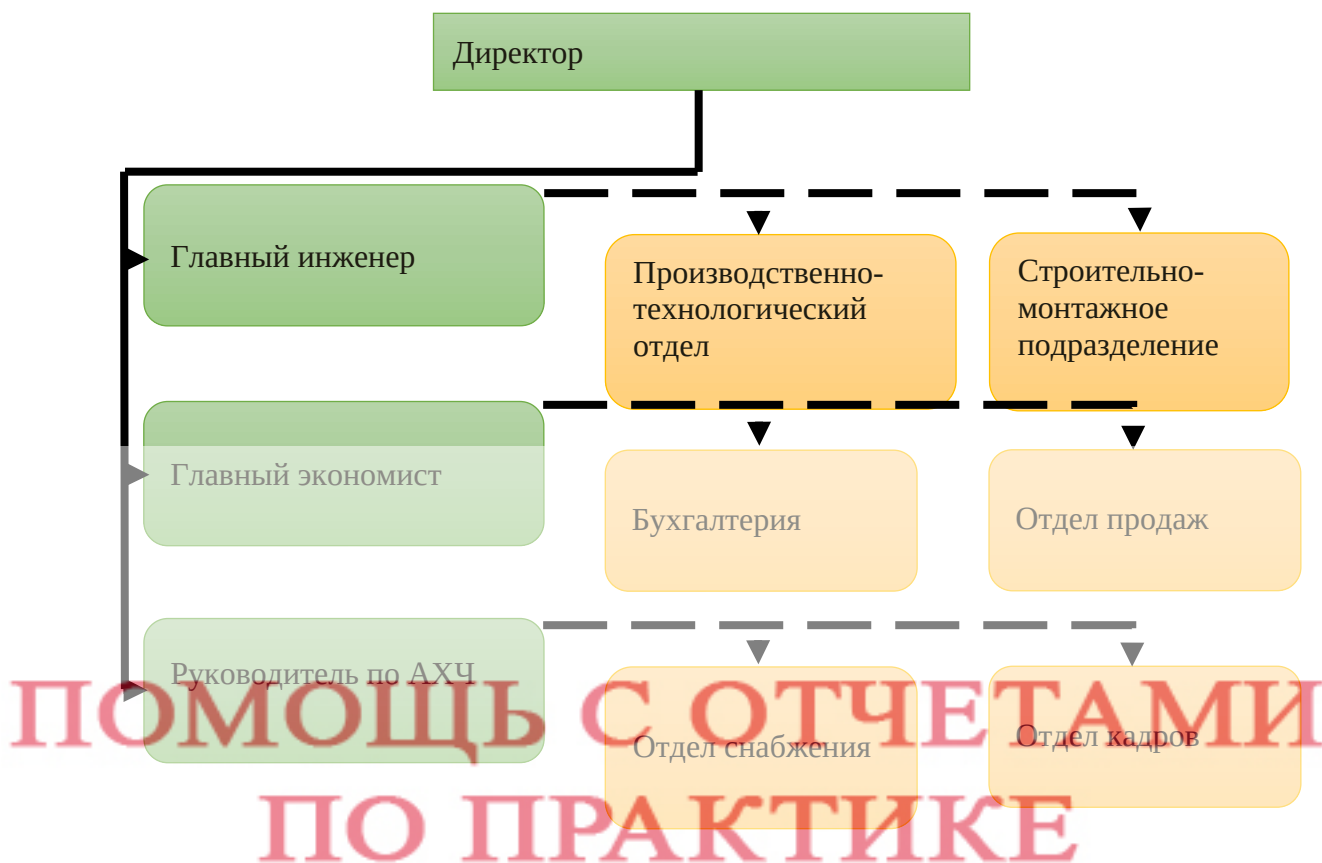 Директор
Главный инженер
Производственно-
технологический
отдел
Строительно-
монтажное
подразделение
Главный экономист
Бухгалтерия
Отдел продаж
Руководитель по АХЧ
Отдел снабжения
Отдел кадров
ПОМОЩЬ С ОТЧЕТАМИ
ПО ПРАКТИКЕ